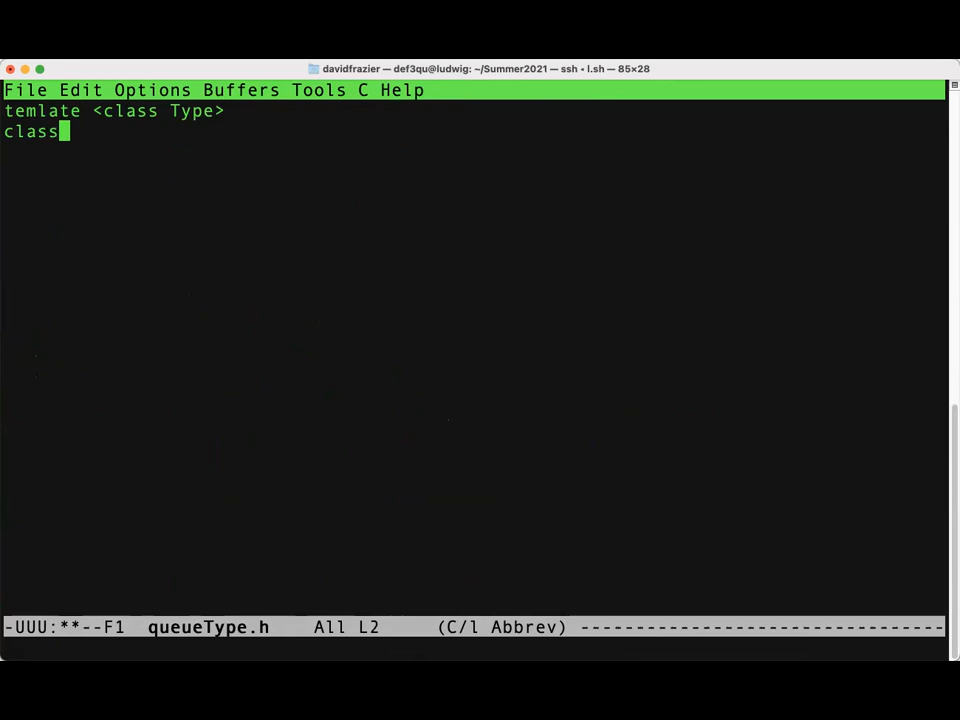 davidfrazier — def3qu@ludwig: ~/Summer2021 — ssh • l.sh — 85×28
File Edit Options Buffers Tools C Help
temlate <class Type>
class
-UUU:**--F1  queueType.h    All L2     (C/l Abbrev) ---------------------------------